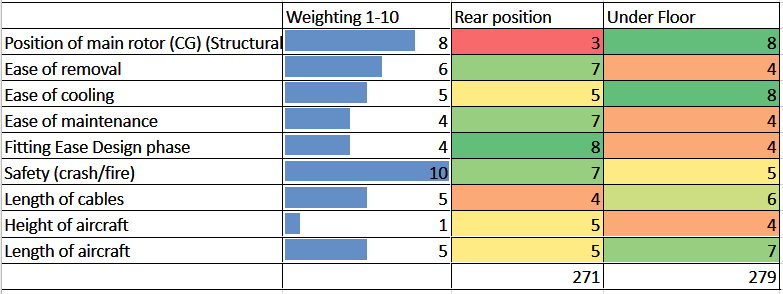 Weighting 1-10 Rear position Under Floor
Position of main rotor (CG) (Structural 8 3 8
Ease of removal 6 7 4
Ease of cooling 5 5 8
Ease of maintenance 4 7 4
Fitting Ease Design phase 4 8 4
Safety (crash/fire) 10 7 5
Length of cables 5 4 6
Height of aircraft 1 5 4
Length of aircraft 5 5 7
271 279